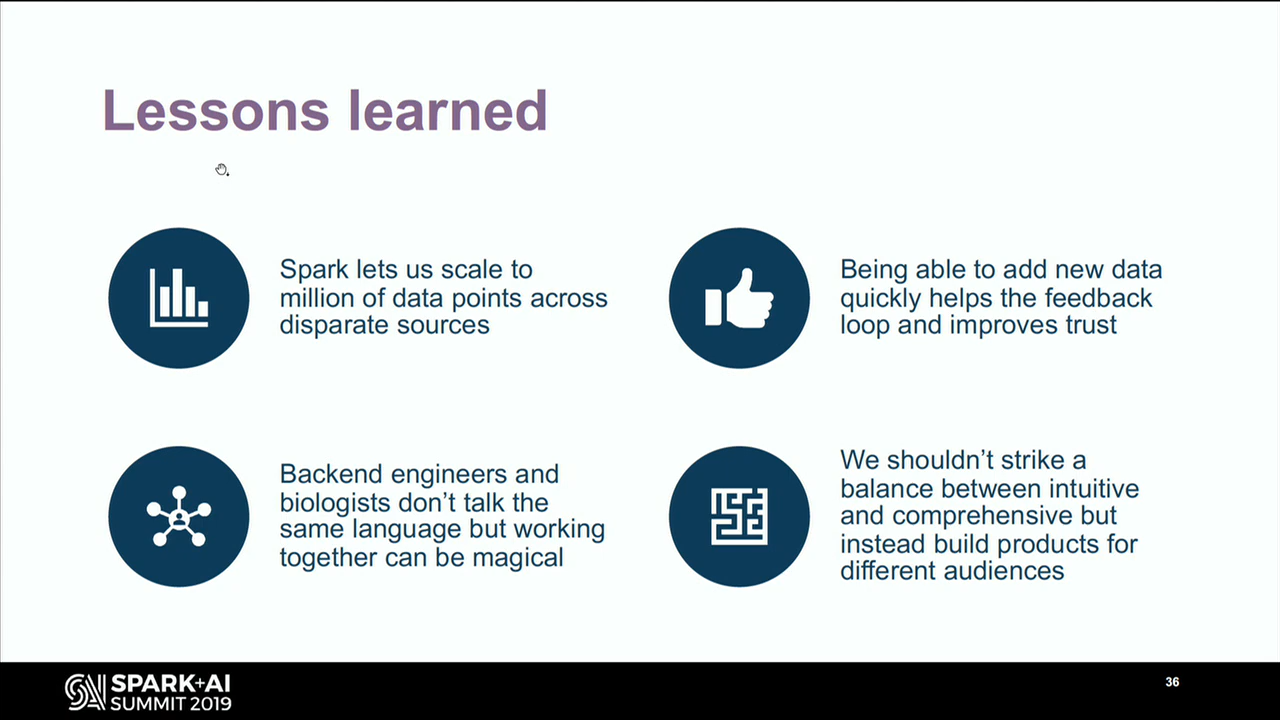 Lessons learned
Spark lets us scale to
million of data points across
disparate sources
Being able to add new data
quickly helps the feedback
loop and improves trust
Backend engineers and
biologists don’t talk the
same language but working
together can be magical
We shouldn’t strike a
balance between intuitive
and comprehensive but
instead build products for
different audiences
SPARK+AI
SUMMIT 2019
36